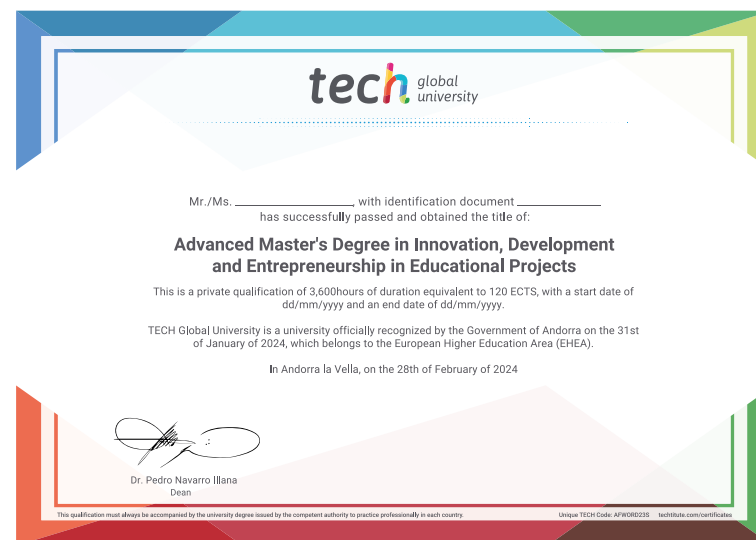 tech global
university
Mr./Ms. ____________________, with identification document ______________
has successfully passed and obtained the title of:
Advanced Master's Degree in Innovation, Development
and Entrepreneurship in Educational Projects
This is a private qualification of 3,600hours of duration equivalent to 120 ECTS, with a start date of
dd/mm/yyyy and an end date of dd/mm/yyyy.
TECH Global University is a university officially recognized by the Government of Andorra on the 31st
of January of 2024, which belongs to the European Higher Education Area (EHEA).
In Andorra la Vella, on the 28th of February of 2024
Dr. Pedro Navarro Illana
Dean
This qualification must always be accompanied by the university degree issued by the competent authority to practice professionally in each country.
Unique TECH Code: AFWORD23S techtitute.com/certificates